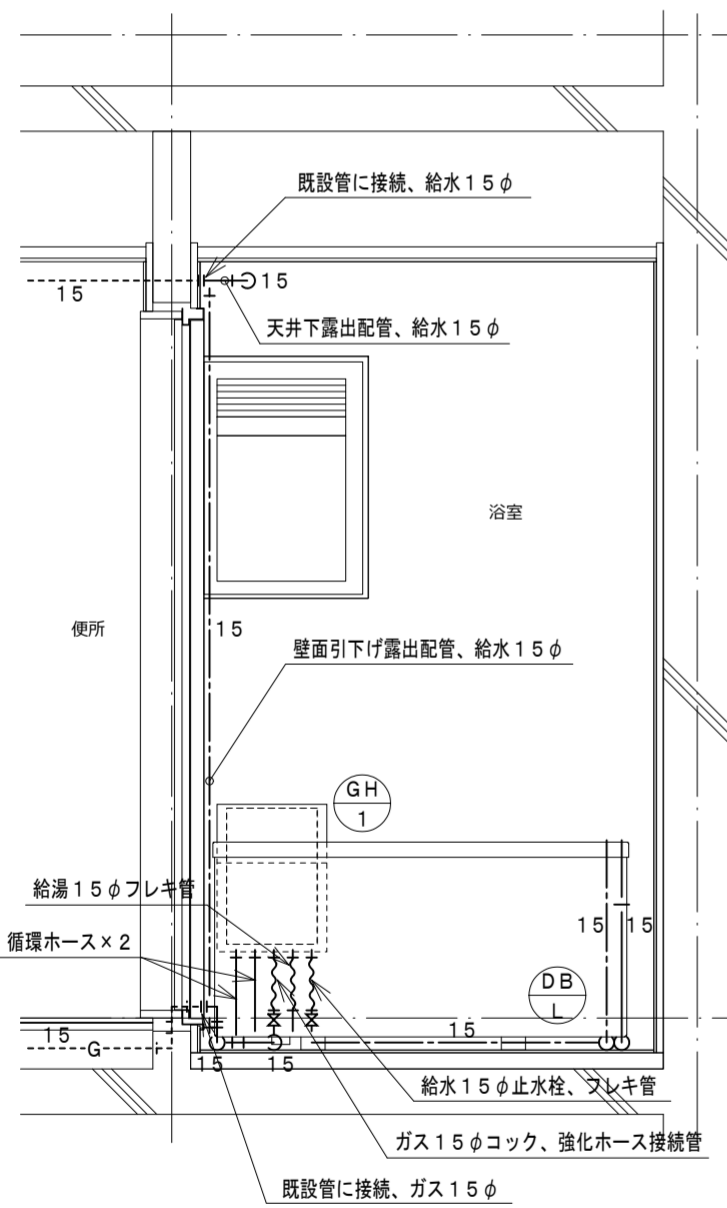 既設管に接続、給水１５φ
15
15
天井下露出配管、給水１５φ
浴室
便所
15
壁面引下げ露出配管、給水１５φ
GH
1
給湯１５φフレキ管
循環ホース×２
15
15
DB
L
15
15
G
15
15
給水１５φ止水栓、フレキ管
ガス１５φコック、強化ホース接続管
既設管に接続、ガス１５φ